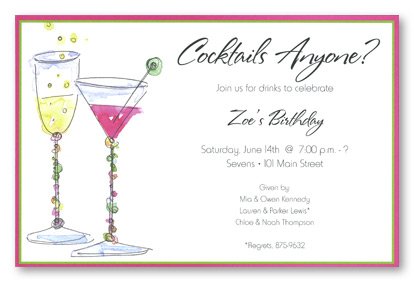 Cocktails Anyone?
Join us for drinks to celebrate
Zoe's Birthday
Saturday, June 14th @ 7:00 p.m. - ?
Sevens • 101 Main Street
Given by
Mia & Owen Kennedy
Lauren & Parker Lewis*
Chloe & Noah Thompson
*Regrets, 875-9632